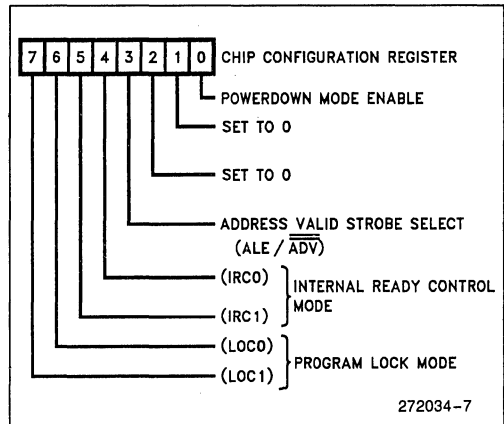 7 6 5 4 3 2 1 0 CHIP CONFIGURATION REGISTER
POWERDOWN MODE ENABLE
SET TO 0
SET TO 0
ADDRESS VALID STROBE SELECT
(ALE / ADV)
(IRC0)
INTERNAL READY CONTROL
MODE
(IRC1)
(LOC0)
PROGRAM LOCK MODE
(LOC1)
272034-7